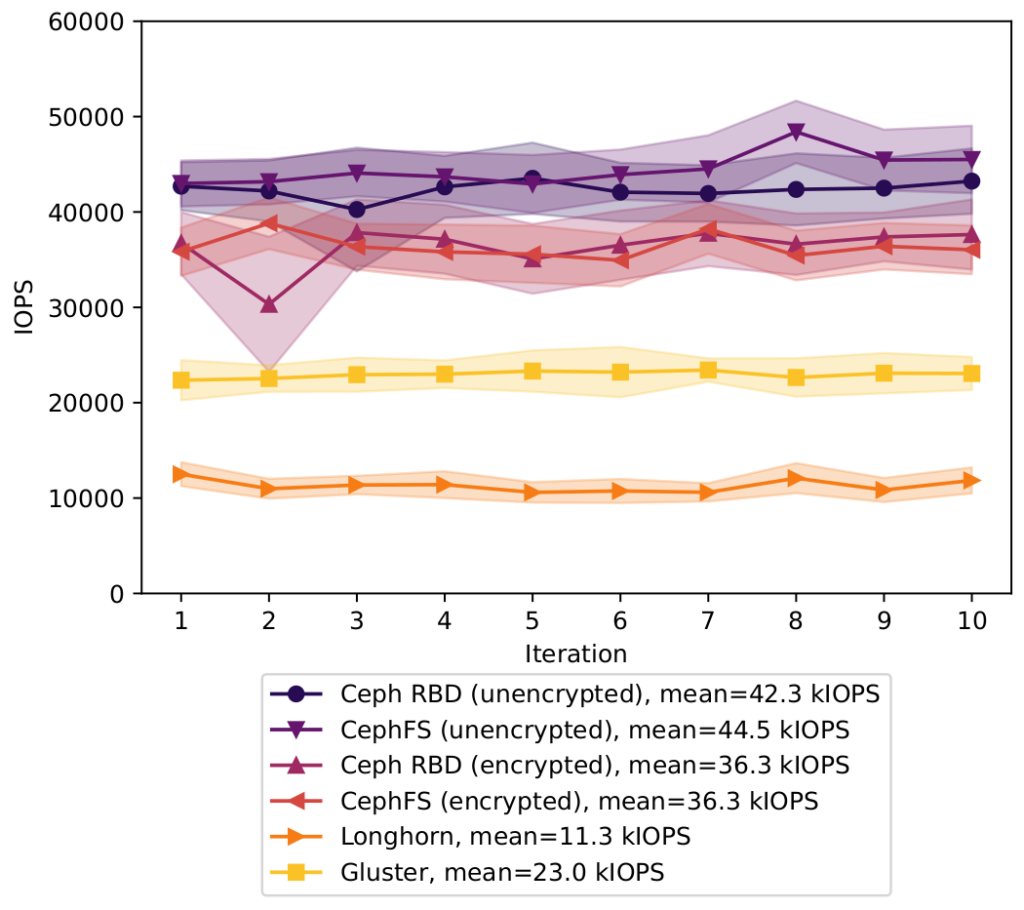 60000
50000
40000
30000
20000
10000
0
IOPS
1 2 3 4 5 6 7 8 9 10
Iteration
Ceph RBD (unencrypted), mean=42.3 kIOPS
CephFS (unencrypted), mean=44.5 kIOPS
Ceph RBD (encrypted), mean=36.3 kIOPS
CephFS (encrypted), mean=36.3 kIOPS
Longhorn, mean=11.3 kIOPS
Gluster, mean=23.0 kIOPS